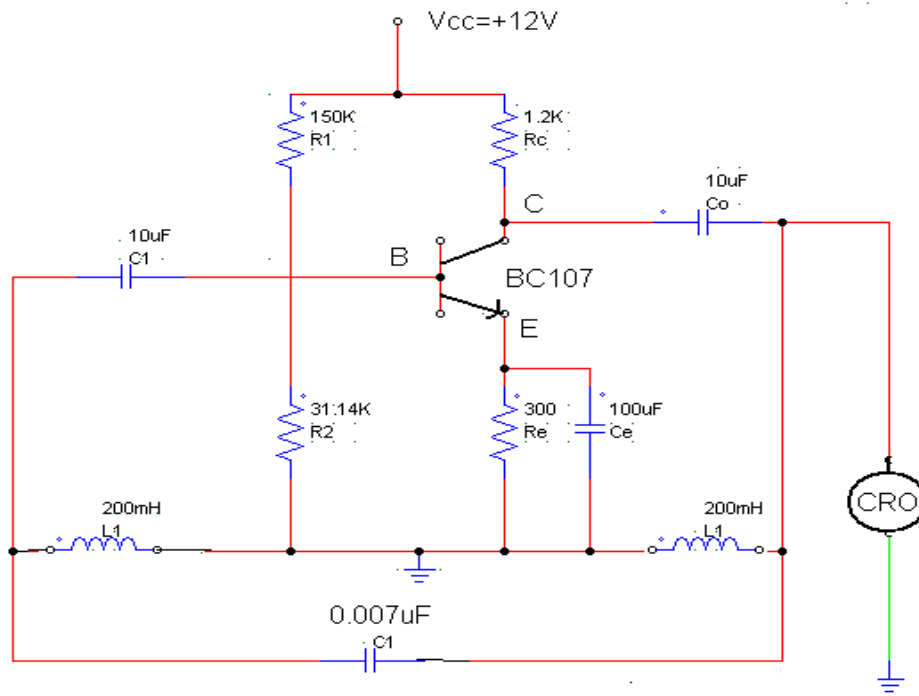 Vcc=+12V
150K
R1
1.2K
Rc
C
10uF
Co
10uF
C1
B
BC107
E
31.14K
R2
300
Re
100uF
Ce
200mH
L1
200mH
L1
CRO
0.007uF
C1